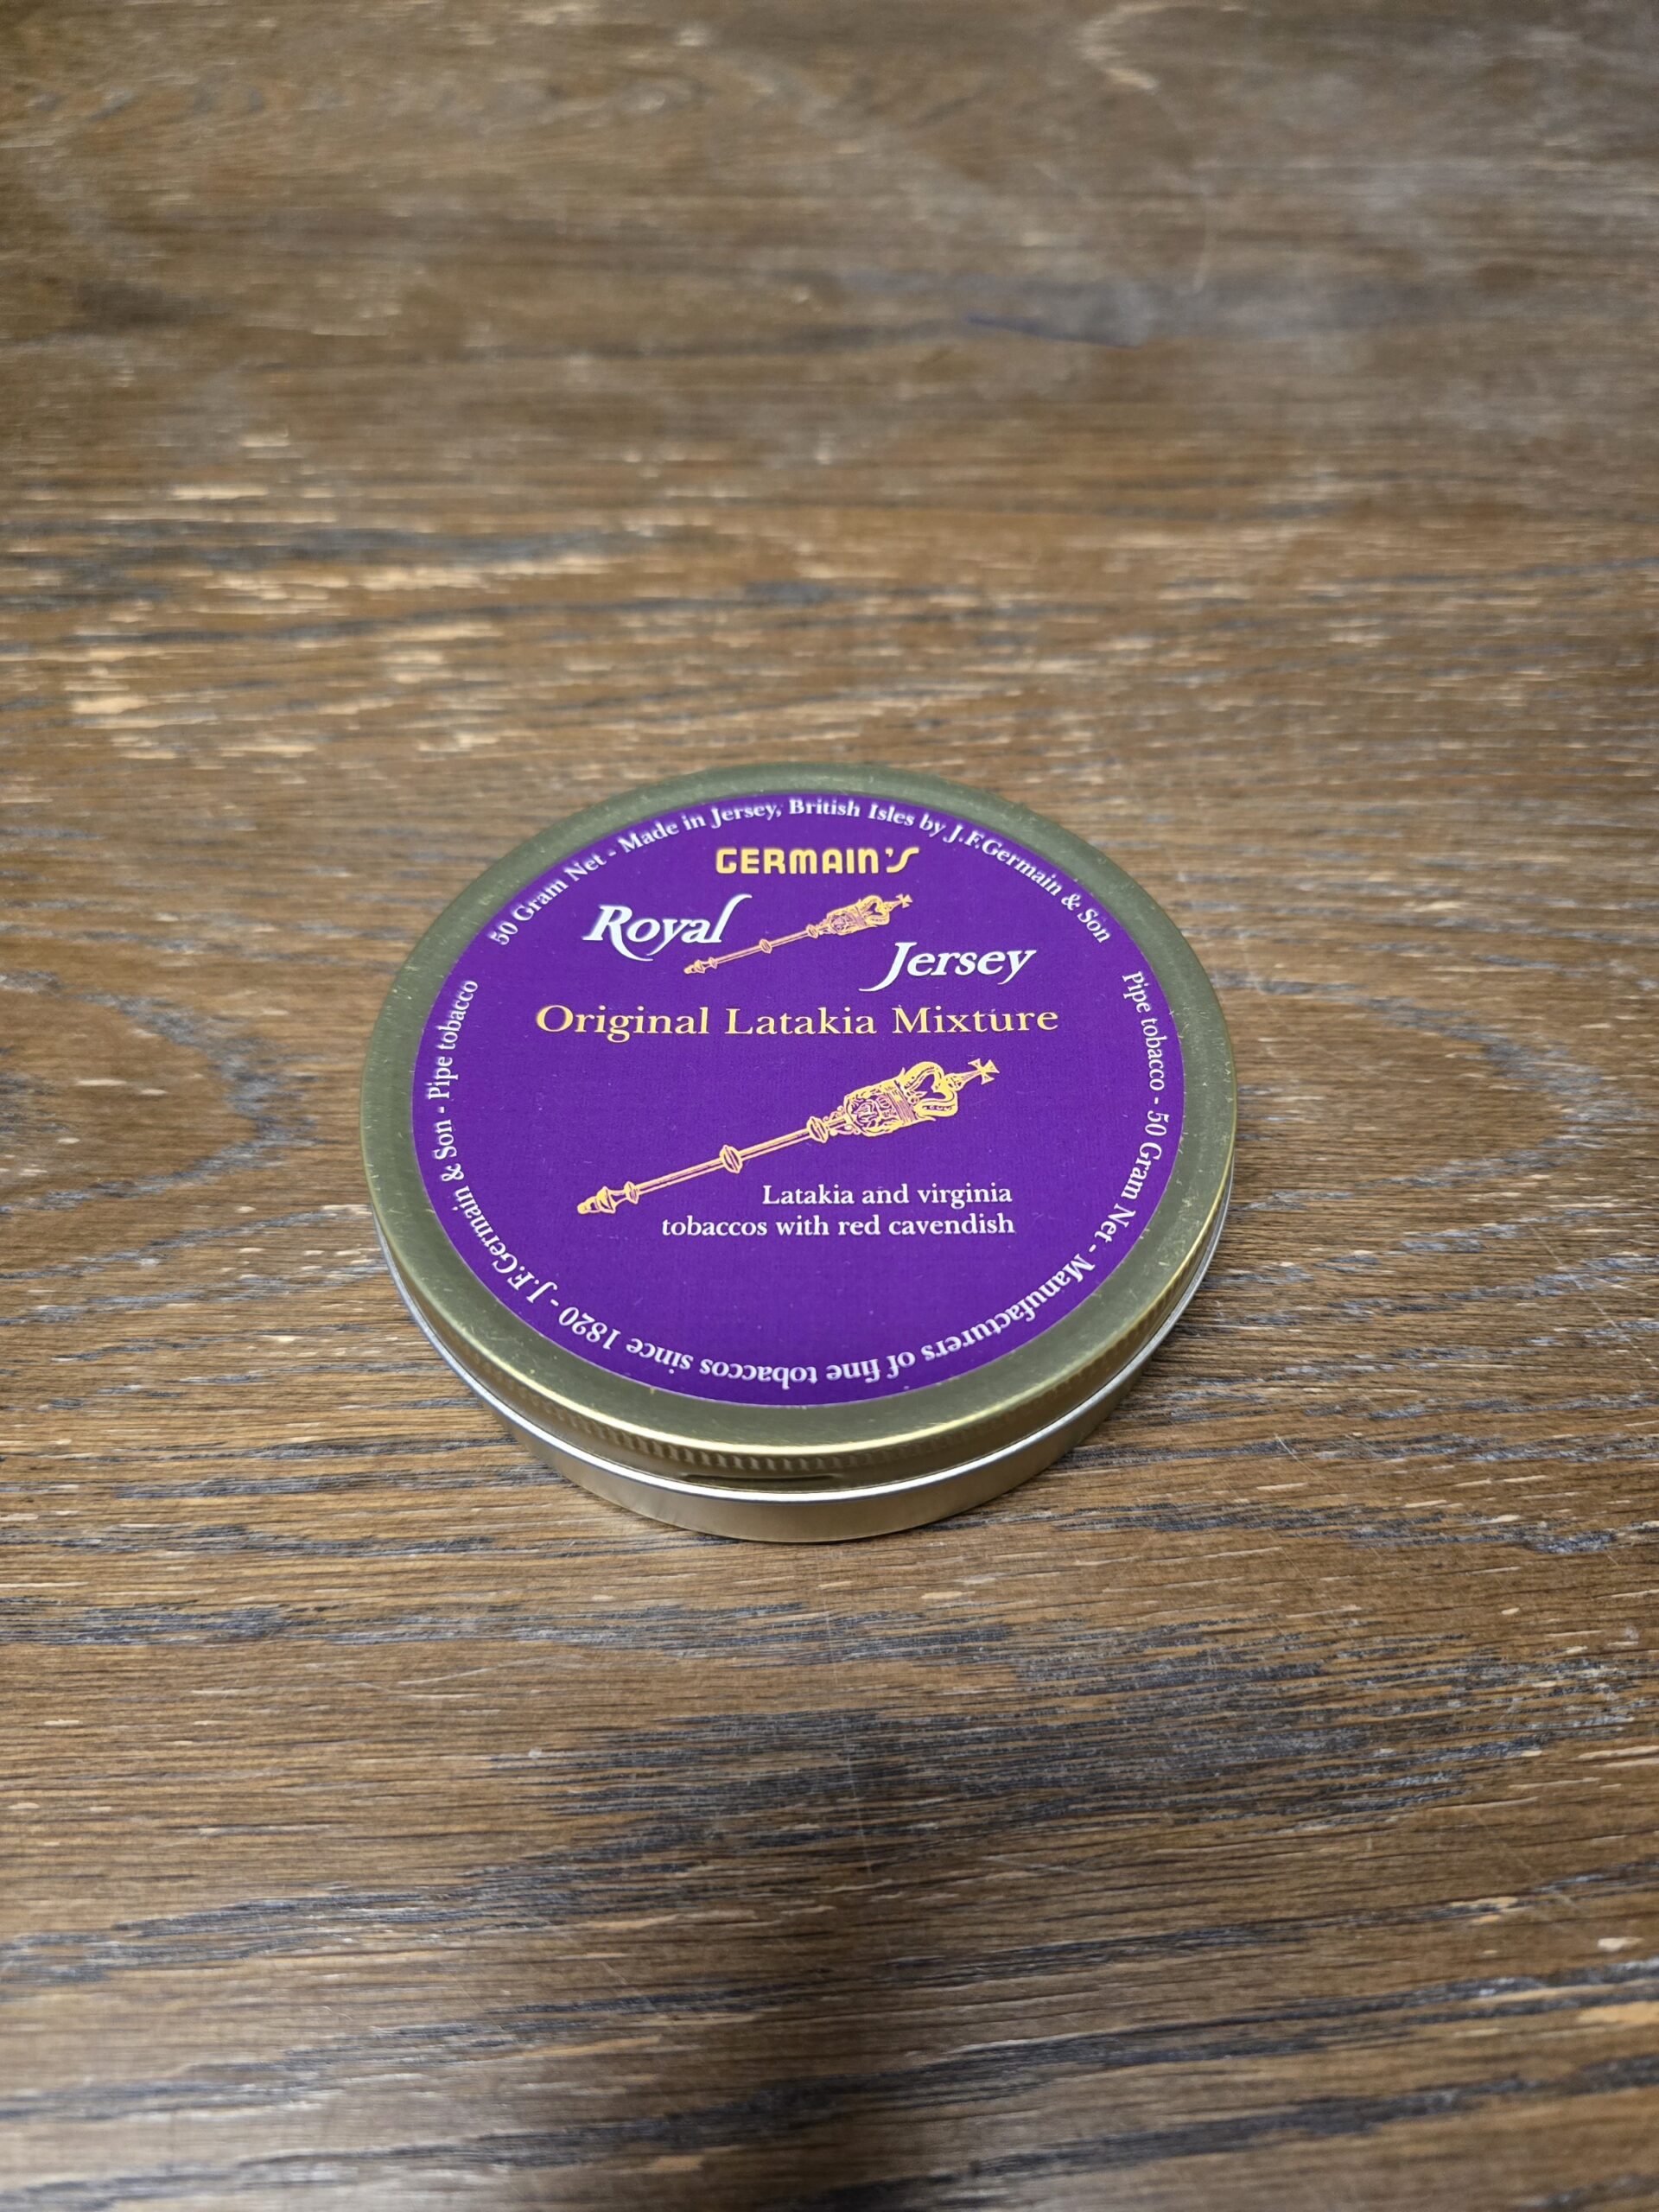 50 Gram Net - Made in Jersey, British Isles by J.F.Germain & Son
GERMAIN'S
Royal
Jersey
Original Latakia Mixture
Latakia and virginia
tobaccos with red cavendish
Pipe tobacco - 50 Gram Net - Manufacturers of fine tobaccos since 1820 - J.F.Germain & Son - Pipe tobacco